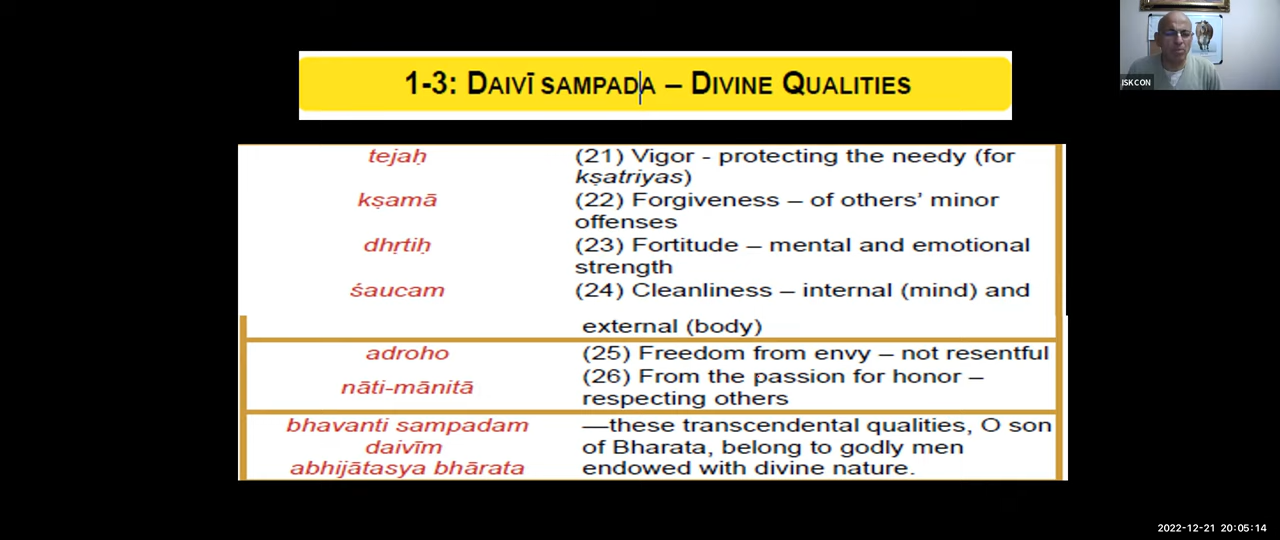 1-3: DAIVĪ SAMPADA – DIVINE QUALITIES
ISKCON
tejaḥ (21) Vigor - protecting the needy (for
kṣatriyas)
kṣamā (22) Forgiveness – of others' minor
offenses
dhṛtiḥ (23) Fortitude – mental and emotional
strength
śaucam (24) Cleanliness – internal (mind) and
external (body)
adroho (25) Freedom from envy – not resentful
nāti-mānitā (26) From the passion for honor –
respecting others
bhavanti sampadam —these transcendental qualities, O son
daivīm of Bharata, belong to godly men
abhijātasya bhārata endowed with divine nature.
2022-12-21 20:05:14